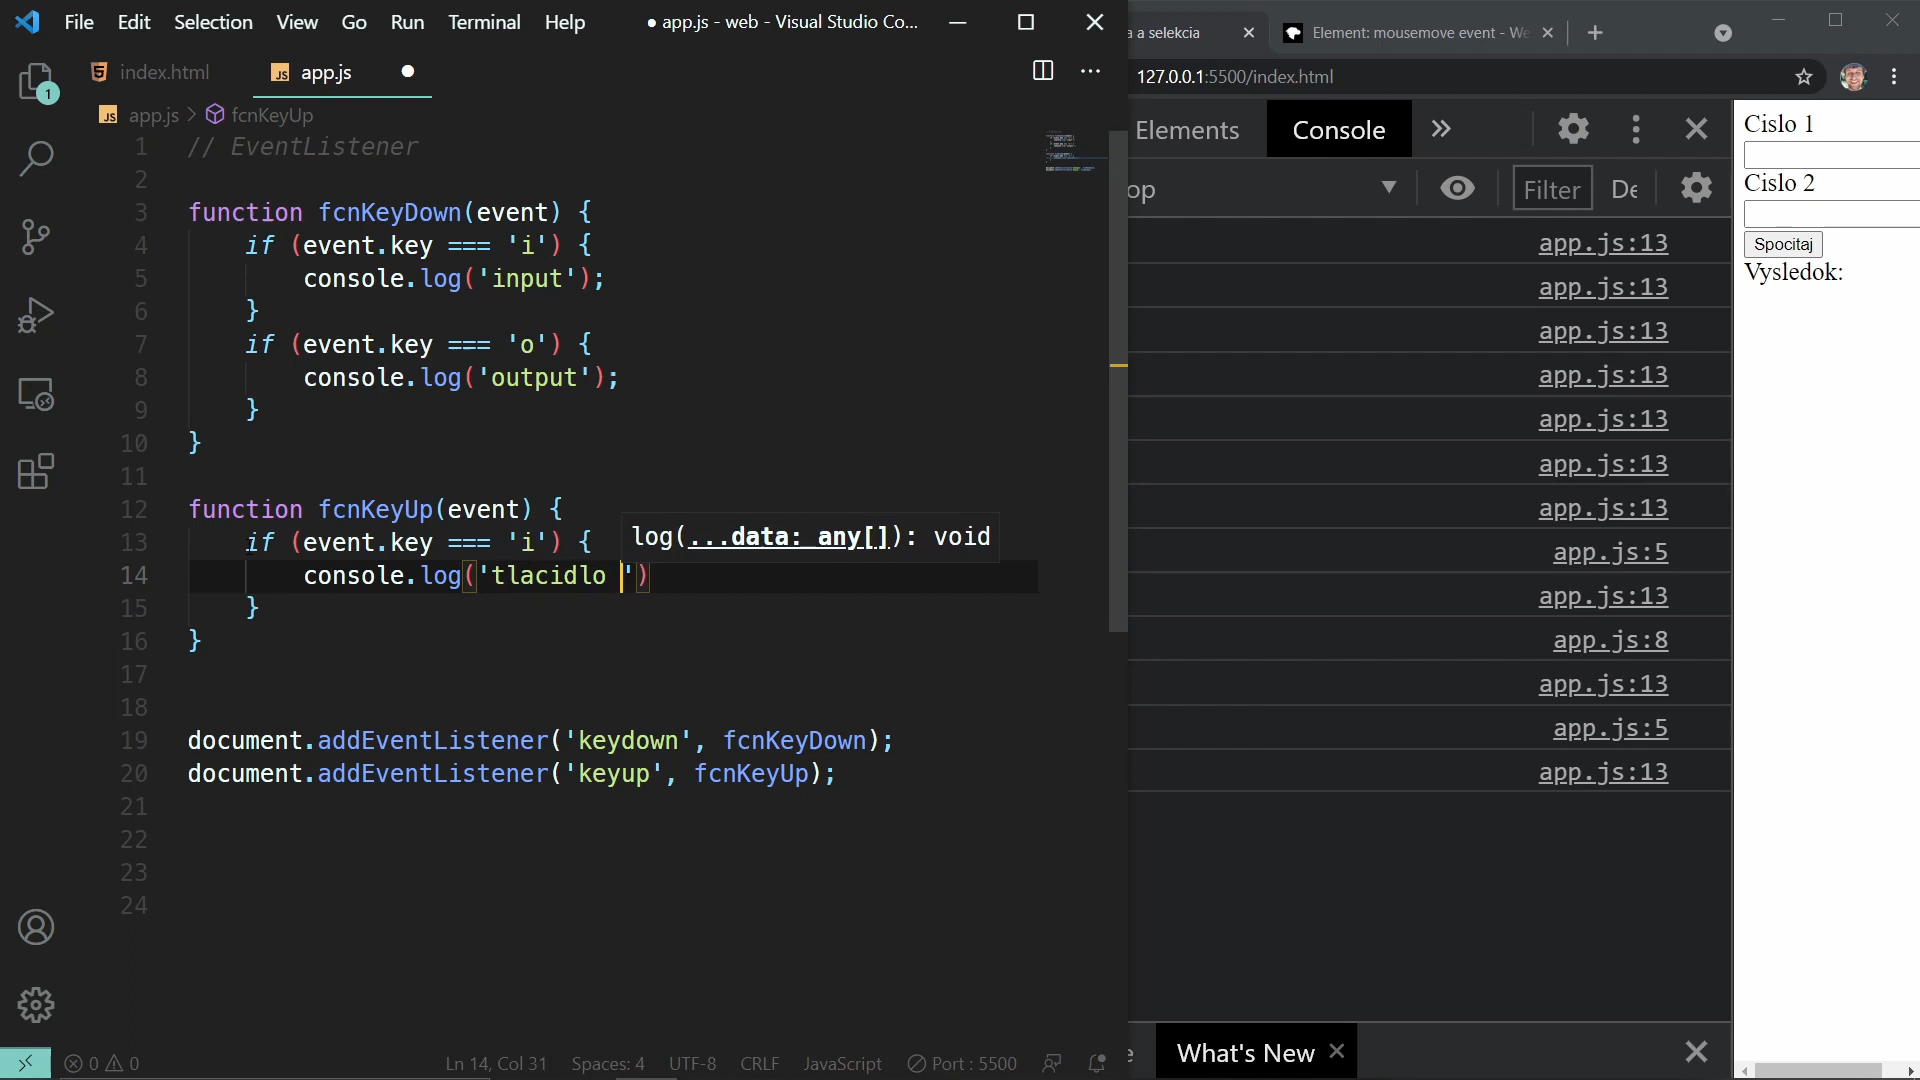 File Edit Selection View Go Run Terminal Help
● app.js - web - Visual Studio Co...
index.html
JS app.js ●
JS app.js > fcnKeyUp
1 // EventListener
2
3 function fcnKeyDown(event) {
4 if (event.key === 'i') {
5 console.log('input');
6 }
7 if (event.key === 'o') {
8 console.log('output');
9 }
10 }
11
12 function fcnKeyUp(event) {
13 if (event.key === 'i') {
log(...data: any[]): void
14 console.log('tlacidlo ')
15 }
16 }
17
18
19 document.addEventListener('keydown', fcnKeyDown);
20 document.addEventListener('keyup', fcnKeyUp);
21
22
23
24
1
0 0
Ln 14, Col 31 Spaces: 4 UTF-8 CRLF JavaScript Port : 5500
a a selekcia
Element: mousemove event - We
127.0.0.1:5500/index.html
Elements Console
op
Filter De
app.js:13
app.js:13
app.js:13
app.js:13
app.js:13
app.js:13
app.js:13
app.js:5
app.js:13
app.js:8
app.js:13
app.js:5
app.js:13
e What's New
Cislo 1
Cislo 2
Spocitaj
Vysledok: